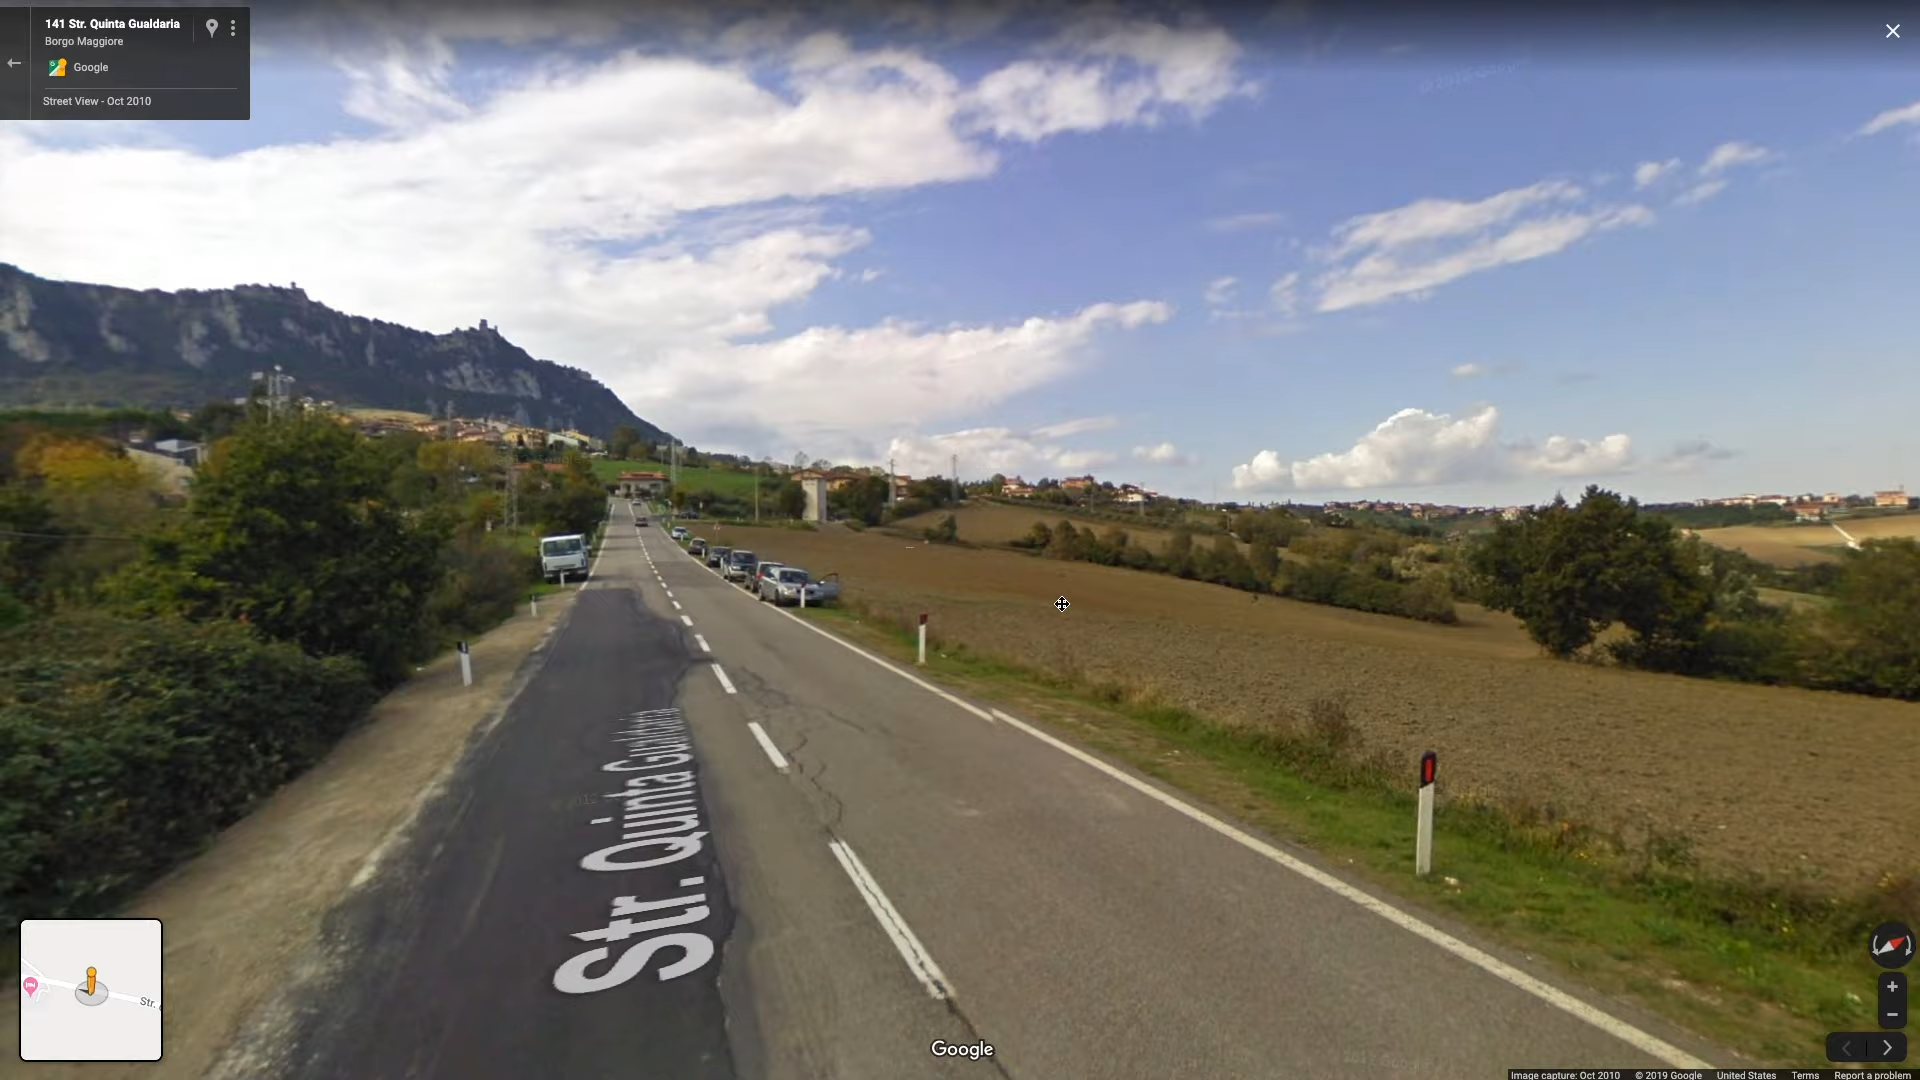 141 Str. Quinta Gualdaria
Borgo Maggiore
Google
Street View - Oct 2010
Str. Quinta Gualdaria
Str.
Google
Image capture: Oct 2010 © 2019 Google United States Terms Report a problem